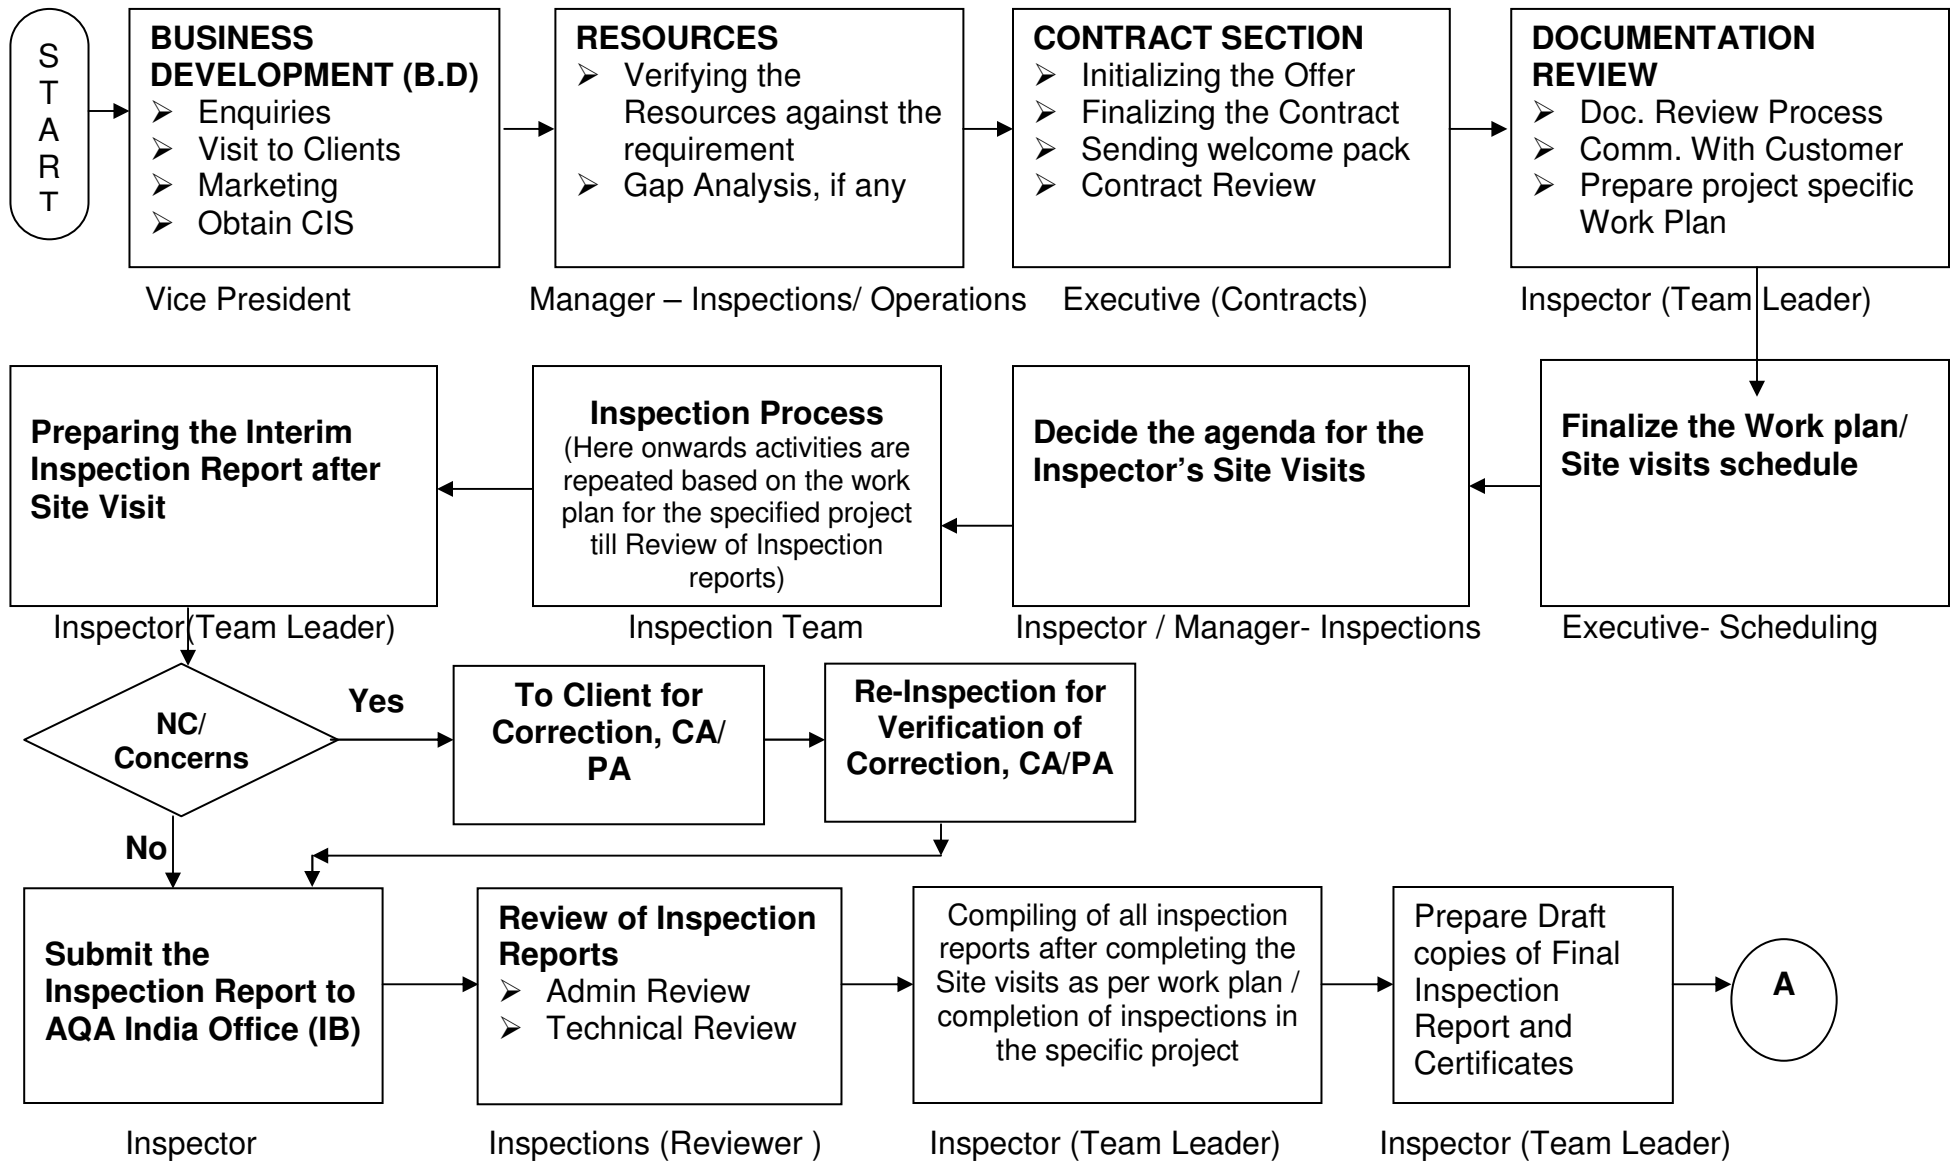 S
T
A
R
T
BUSINESS
DEVELOPMENT (B.D)
➢ Enquiries
➢ Visit to Clients
➢ Marketing
➢ Obtain CIS
Vice President
RESOURCES
➢ Verifying the
Resources against the
requirement
➢ Gap Analysis, if any
Manager – Inspections/ Operations
CONTRACT SECTION
➢ Initializing the Offer
➢ Finalizing the Contract
➢ Sending welcome pack
➢ Contract Review
Executive (Contracts)
DOCUMENTATION
REVIEW
➢ Doc. Review Process
➢ Comm. With Customer
➢ Prepare project specific
Work Plan
Inspector (Team Leader)
Finalize the Work plan/
Site visits schedule
Executive- Scheduling
Decide the agenda for the
Inspector’s Site Visits
Inspector / Manager- Inspections
Inspection Process
(Here onwards activities are
repeated based on the work
plan for the specified project
till Review of Inspection
reports)
Inspection Team
Preparing the Interim
Inspection Report after
Site Visit
Inspector(Team Leader)
NC/
Concerns
Yes
To Client for
Correction, CA/
PA
Re-Inspection for
Verification of
Correction, CA/PA
No
Submit the
Inspection Report to
AQA India Office (IB)
Inspector
Review of Inspection
Reports
➢ Admin Review
➢ Technical Review
Inspections (Reviewer )
Compiling of all inspection
reports after completing the
Site visits as per work plan /
completion of inspections in
the specific project
Inspector (Team Leader)
Prepare Draft
copies of Final
Inspection
Report and
Certificates
Inspector (Team Leader)
A